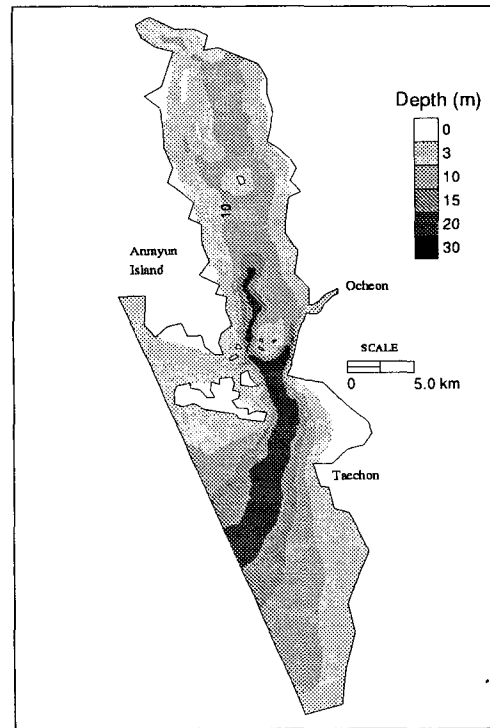 Depth (m)
0
3
10
15
20
30
10
Anmyun
Island
Ocheon
SCALE
0 5.0 km
Taechon